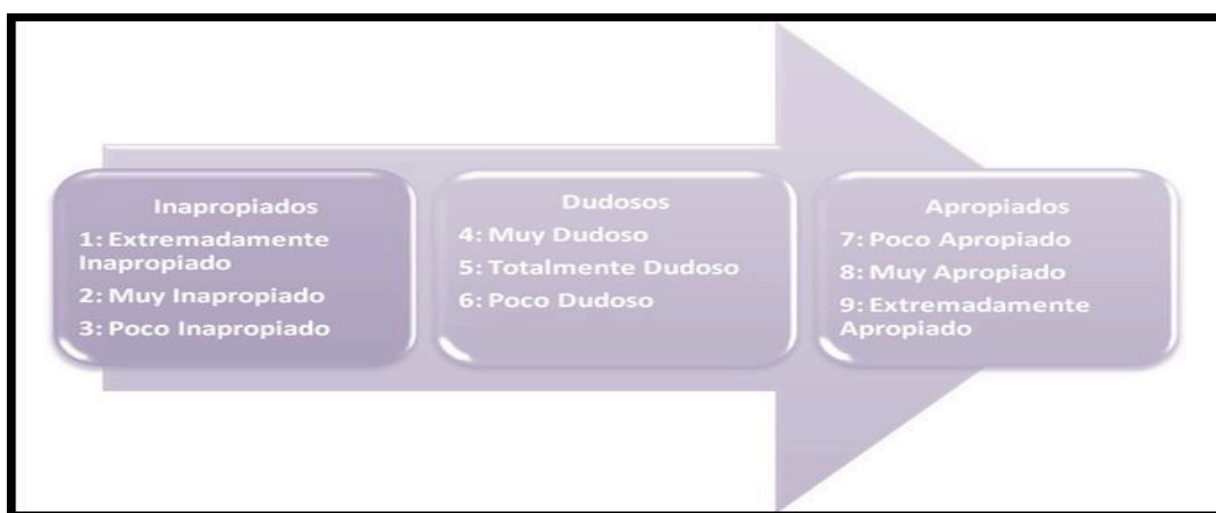 Inapropiados
1: Extremadamente
Inapropiado
2: Muy Inapropiado
3: Poco Inapropiado
Dudosos
4: Muy Dudoso
5: Totalmente Dudoso
6: Poco Dudoso
Apropiados
7: Poco Apropiado
8: Muy Apropiado
9: Extremadamente
Apropiado